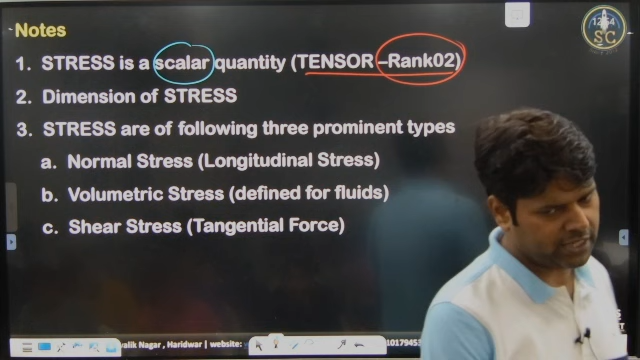 Notes
1. STRESS is a scalar quantity (TENSOR –Rank02)
2. Dimension of STRESS
3. STRESS are of following three prominent types
a. Normal Stress (Longitudinal Stress)
b. Volumetric Stress (defined for fluids)
c. Shear Stress (Tangential Force)
SC
alik Nagar, Haridwar | website: